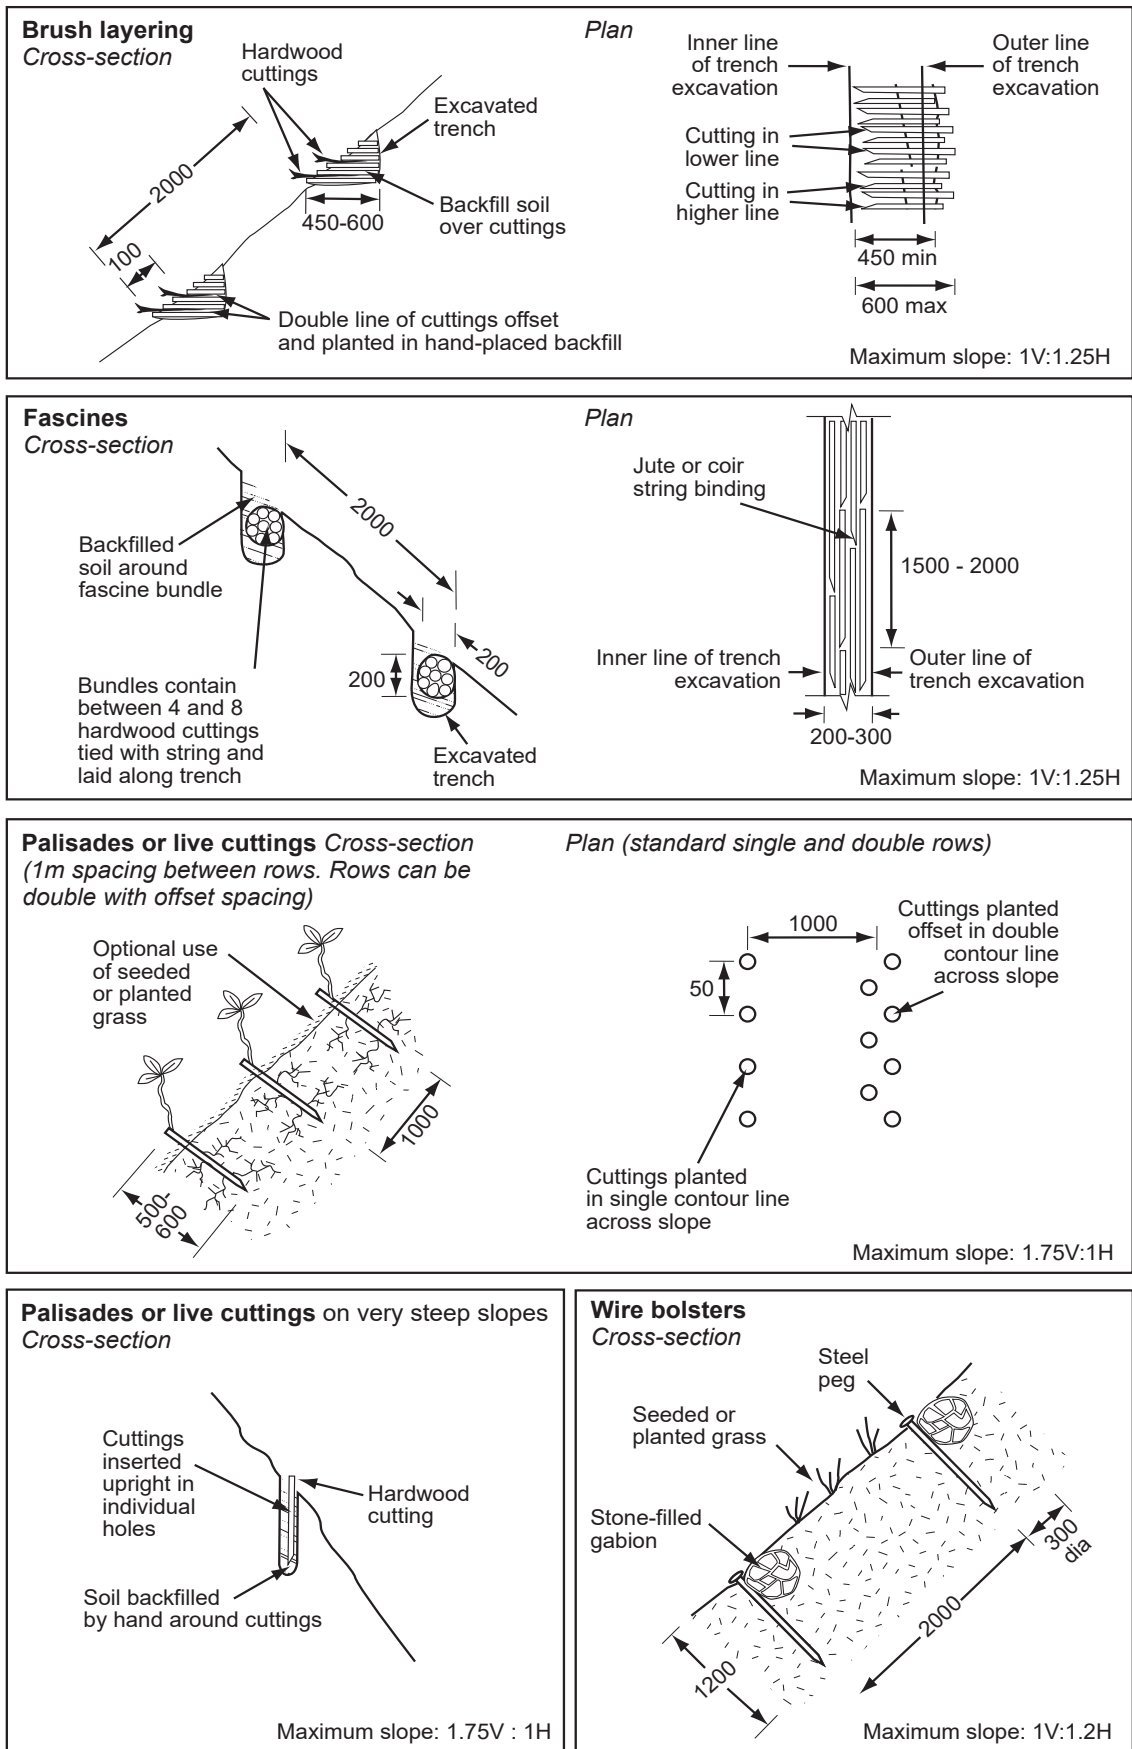 Brush layering
Cross-section
Hardwood
cuttings
Excavated
trench
2000
450-600
Backfill soil
over cuttings
100
Double line of cuttings offset
and planted in hand-placed backfill
Plan
Inner line
of trench
excavation
Outer line
of trench
excavation
Cutting in
lower line
Cutting in
higher line
450 min
600 max
Maximum slope: 1V:1.25H
Fascines
Cross-section
2000
Backfilled
soil around
fascine bundle
200
200
Bundles contain
between 4 and 8
hardwood cuttings
tied with string and
laid along trench
Excavated
trench
Plan
Jute or coir
string binding
1500 - 2000
Inner line of trench
excavation
Outer line of
trench excavation
200-300
Maximum slope: 1V:1.25H
Palisades or live cuttings Cross-section
(1m spacing between rows. Rows can be
double with offset spacing)
Optional use
of seeded
or planted
grass
1000
500-
600
Plan (standard single and double rows)
1000
50
Cuttings planted
offset in double
contour line
across slope
Cuttings planted
in single contour line
across slope
Maximum slope: 1.75V:1H
Palisades or live cuttings on very steep slopes
Cross-section
Cuttings
inserted
upright in
individual
holes
Hardwood
cutting
Soil backfilled
by hand around cuttings
Maximum slope: 1.75V : 1H
Wire bolsters
Cross-section
Steel
peg
Seeded or
planted grass
Stone-filled
gabion
300
dia
2000
1200
Maximum slope: 1V:1.2H